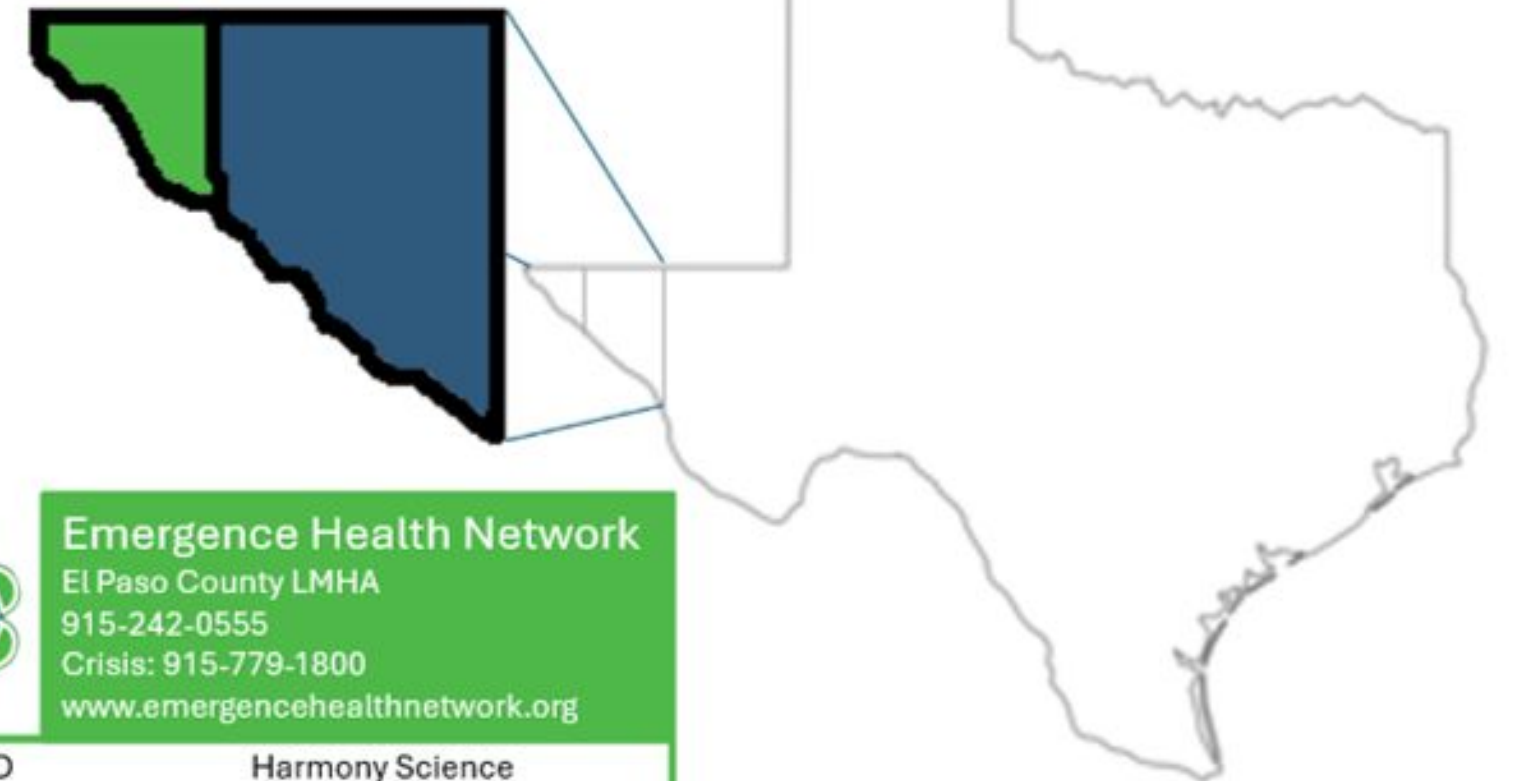 Emergence Health Network
El Paso County LMHA
915-242-0555
Crisis: 915-779-1800
www.emergencehealthnetwork.org
Harmony Science